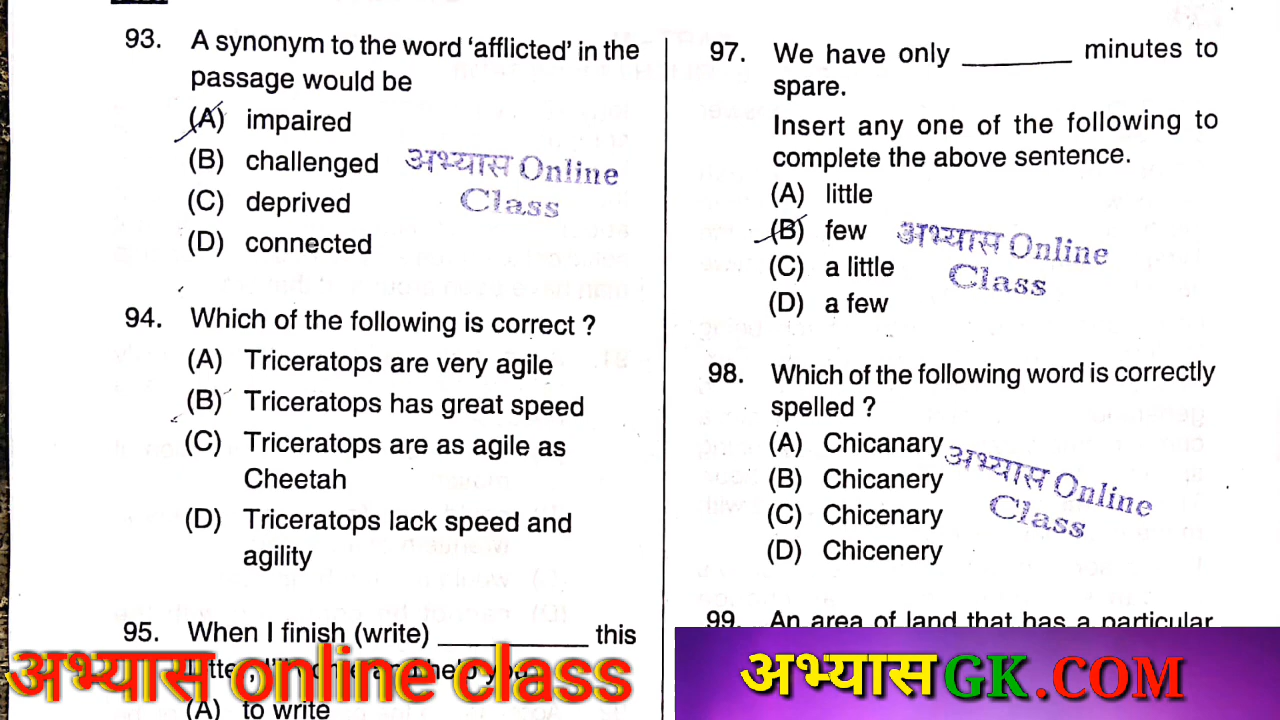 93. A synonym to the word ‘afflicted’ in the
passage would be
(A) impaired
(B) challenged
(C) deprived
(D) connected
अभ्यास Online
Class
94. Which of the following is correct ?
(A) Triceratops are very agile
(B) Triceratops has great speed
(C) Triceratops are as agile as
Cheetah
(D) Triceratops lack speed and
agility
95. When I finish (write) ________ this
(A) to write
97. We have only ________ minutes to
spare.
Insert any one of the following to
complete the above sentence.
(A) little
(B) few
(C) a little
(D) a few
अभ्यास Online
Class
98. Which of the following word is correctly
spelled ?
(A) Chicanary
(B) Chicanery
(C) Chicenary
(D) Chicenery
अभ्यास Online
Class
99. An area of land that has a particular
अभ्यास online class
अभ्यास GK.COM